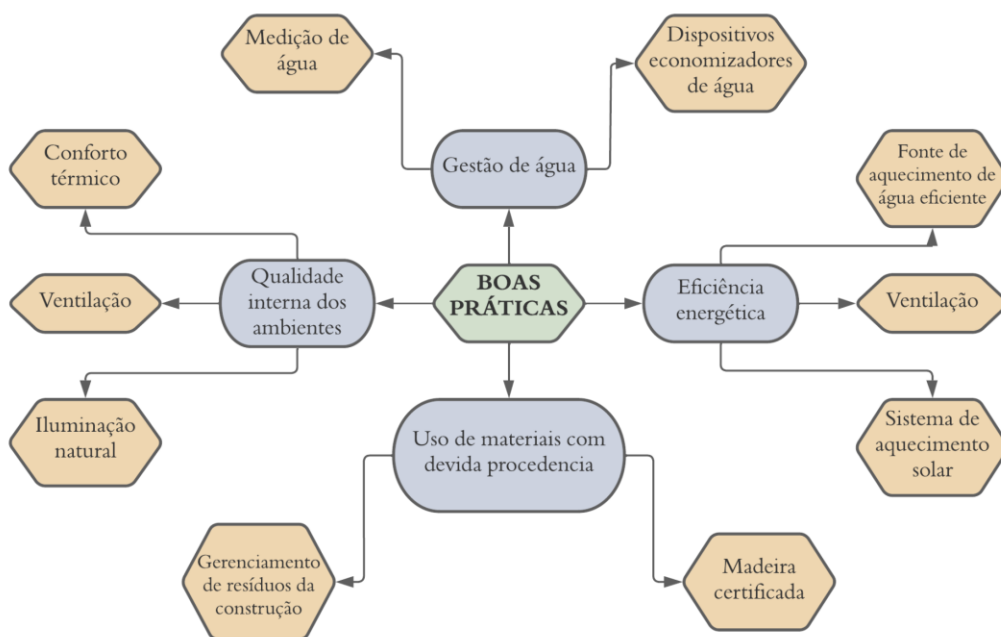 Medição de
água
Dispositivos
economizadores
de água
Gestão de água
Conforto
térmico
Fonte de
aquecimento de
água eficiente
Qualidade
interna dos
ambientes
Ventilação
BOAS
PRÁTICAS
Eficiência
energética
Ventilação
Iluminação
natural
Uso de materiais com
devida procedencia
Sistema de
aquecimento
solar
Gerenciamento
de resíduos da
construção
Madeira
certificada